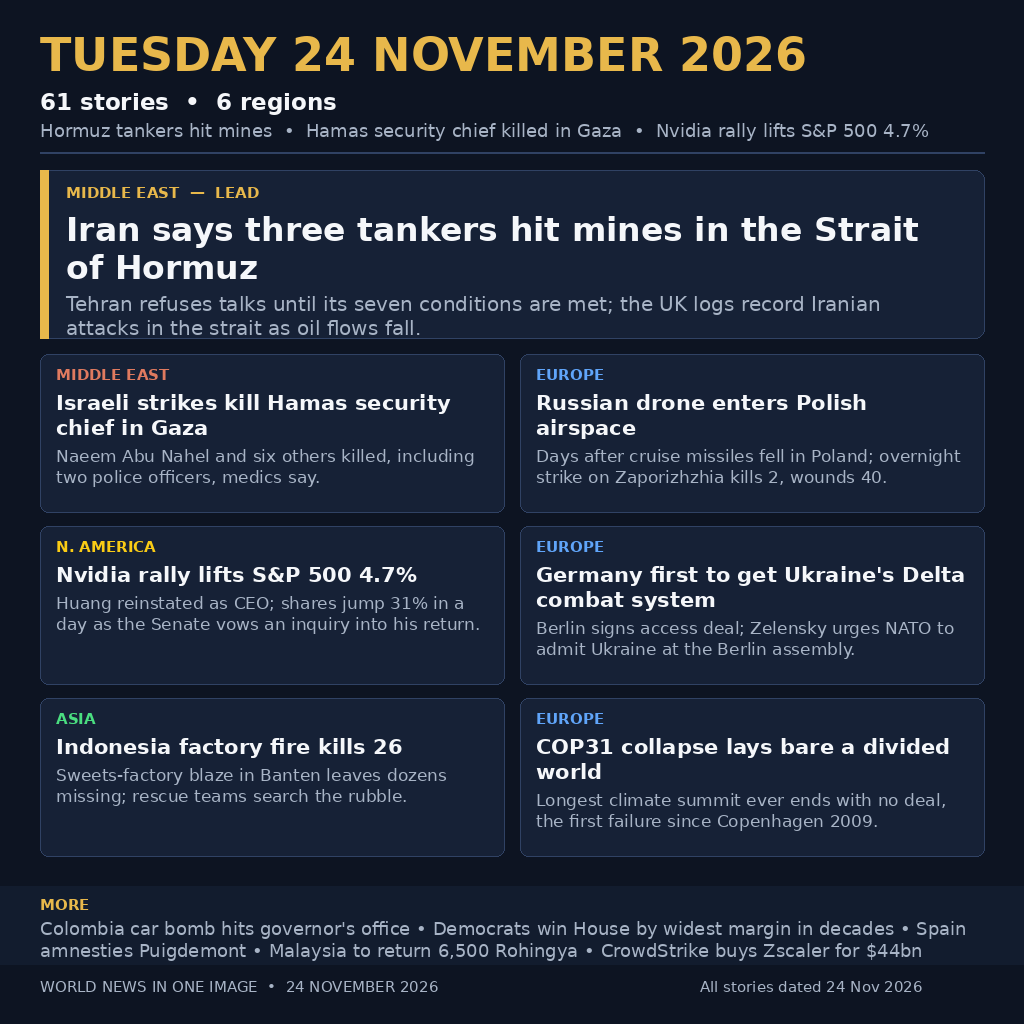 TUESDAY 24 NOVEMBER 2026
61 stories • 6 regions
Hormuz tankers hit mines • Hamas security chief killed in Gaza • Nvidia rally lifts S&P 500 4.7%
MIDDLE EAST — LEAD
Iran says three tankers hit mines in the Strait
of Hormuz
Tehran refuses talks until its seven conditions are met; the UK logs record Iranian
attacks in the strait as oil flows fall.
MIDDLE EAST
Israeli strikes kill Hamas security
chief in Gaza
Naeem Abu Nahel and six others killed, including
two police officers, medics say.
EUROPE
Russian drone enters Polish
airspace
Days after cruise missiles fell in Poland; overnight
strike on Zaporizhzhia kills 2, wounds 40.
N. AMERICA
Nvidia rally lifts S&P 500 4.7%
Huang reinstated as CEO; shares jump 31% in a
day as the Senate vows an inquiry into his return.
EUROPE
Germany first to get Ukraine's Delta
combat system
Berlin signs access deal; Zelensky urges NATO to
admit Ukraine at the Berlin assembly.
ASIA
Indonesia factory fire kills 26
Sweets-factory blaze in Banten leaves dozens
missing; rescue teams search the rubble.
EUROPE
COP31 collapse lays bare a divided
world
Longest climate summit ever ends with no deal,
the first failure since Copenhagen 2009.
MORE
Colombia car bomb hits governor's office • Democrats win House by widest margin in decades • Spain
amnesties Puigdemont • Malaysia to return 6,500 Rohingya • CrowdStrike buys Zscaler for $44bn
WORLD NEWS IN ONE IMAGE • 24 NOVEMBER 2026
All stories dated 24 Nov 2026